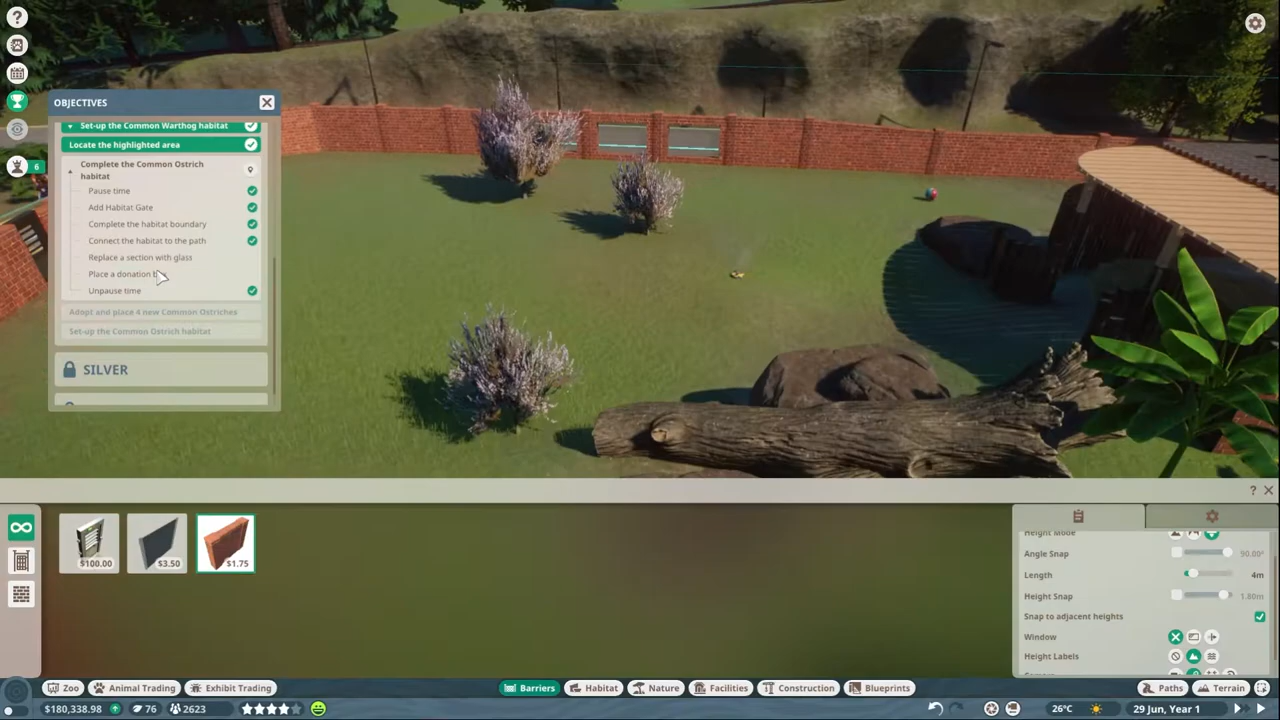 OBJECTIVES
Set-up the Common Warthog habitat
Locate the highlighted area
Complete the Common Ostrich
habitat
Pause time
Add Habitat Gate
Complete the habitat boundary
Connect the habitat to the path
Replace a section with glass
Place a donation
Unpause time
Adopt and place 4 new Common Ostriches
Set-up the Common Ostrich habitat
SILVER
6
? 
$100.00
$3.50
$1.75
Height Mode
Angle Snap 90.00°
Length 4m
Height Snap 1.80m
Snap to adjacent heights
Window
Height Labels
Zoo
Animal Trading
Exhibit Trading
Barriers
Habitat
Nature
Facilities
Construction
Blueprints
Paths
Terrain
$180,338.98
76
2623
26°C
29 Jun, Year 1